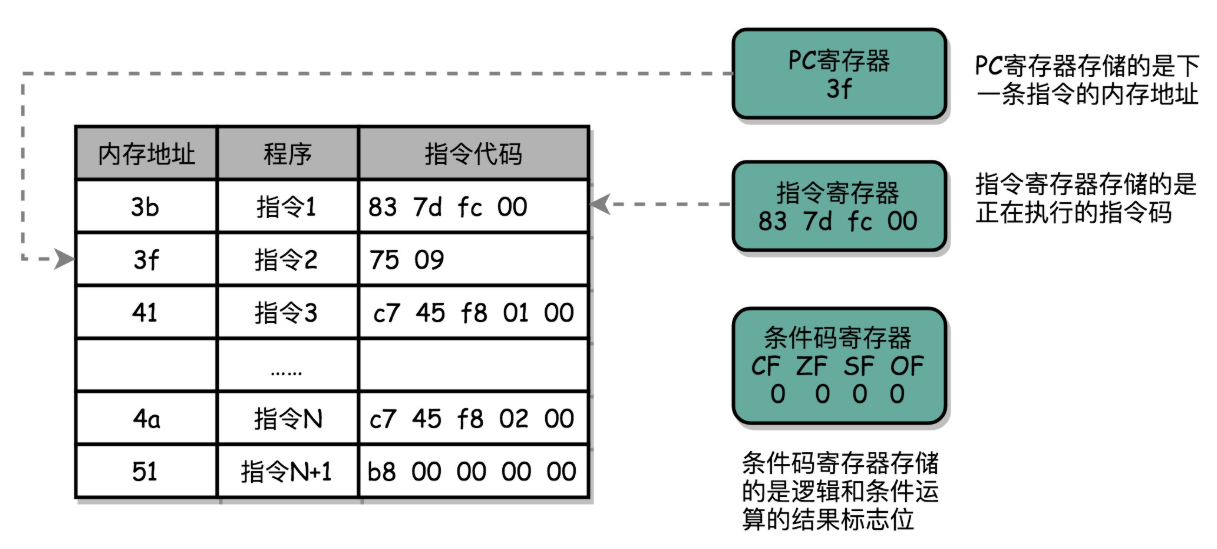 PC寄存器
3f
PC寄存器存储的是下
一条指令的内存地址
内存地址 程序 指令代码
3b 指令1 83 7d fc 00
3f 指令2 75 09
41 指令3 c7 45 f8 01 00
……
4a 指令N c7 45 f8 02 00
51 指令N+1 b8 00 00 00 00
指令寄存器
83 7d fc 00
指令寄存器存储的是
正在执行的指令码
条件码寄存器
CF ZF SF OF
0 0 0 0
条件码寄存器存储
的是逻辑和条件运
算的结果标志位